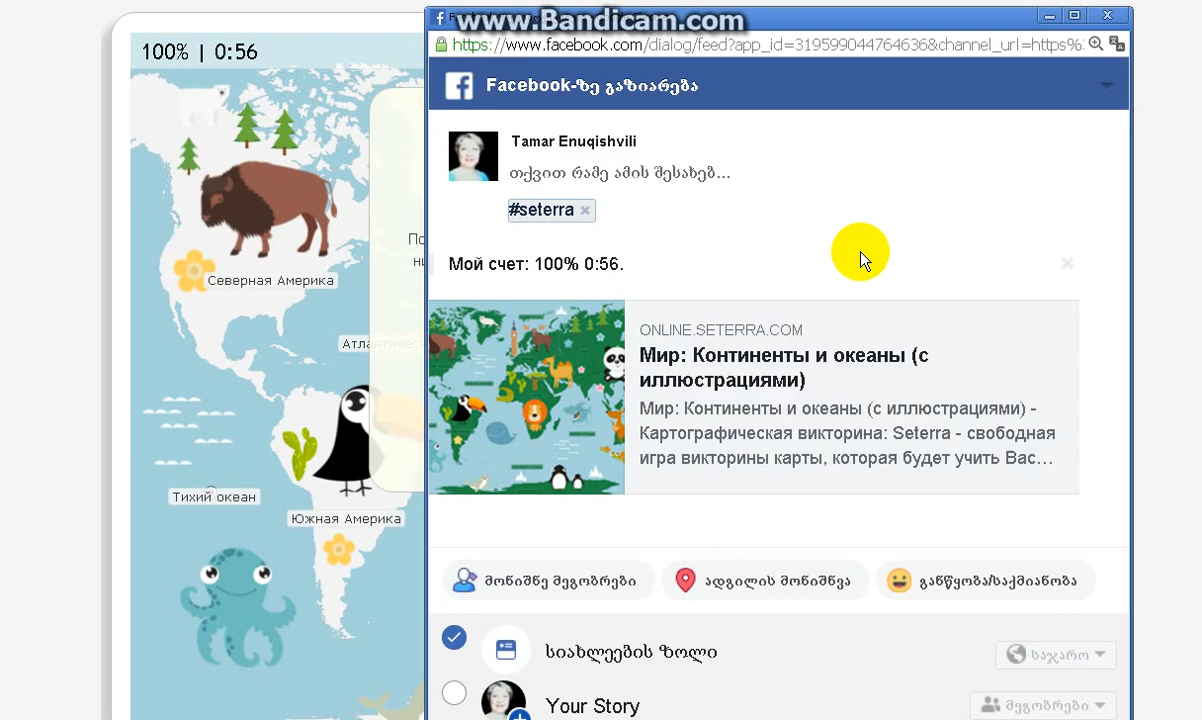 www.Bandicam.com
100% | 0:56
https://www.facebook.com/dialog/feed?app_id=319599044764636&channel_url=https%
Facebook-ზე გაზიარება
Tamar Enuqishvili
თქვით რამე ამის შესახებ...
#seterra
Мой счет: 100% 0:56.
ONLINE.SETERRA.COM
Мир: Континенты и океаны (с
иллюстрациями)
Мир: Континенты и океаны (с иллюстрациями) -
Картографическая викторина: Seterra - свободная
игра викторины карты, которая будет учить Вас...
Северная Америка
Тихий океан
Южная Америка
მონიშნე მეგობრები
ადგილის მონიშნვა
განწყობა/საქმიანობა
სიახლეების ზოლი
საჯარო
Your Story
მეგობრები